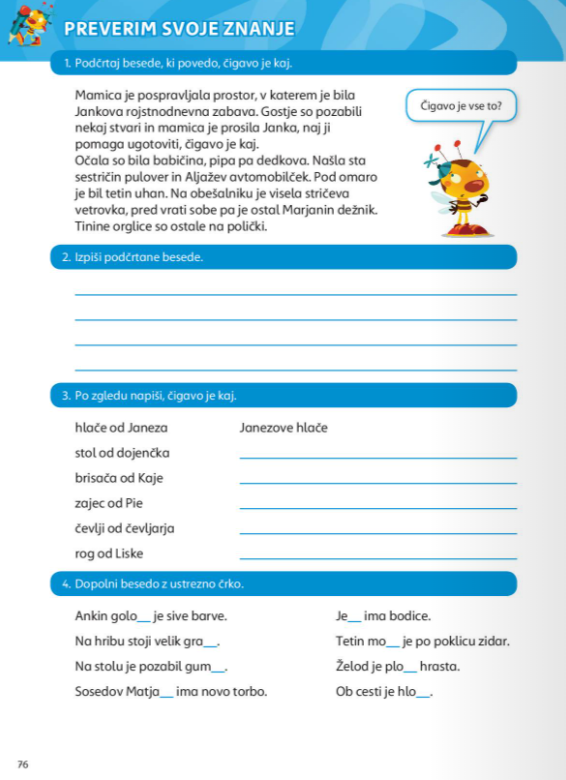 PREVERIM SVOJE ZNANJE
1. Podčrtaj besede, ki povedo, čigavo je kaj.
Mamica je pospravljala prostor, v katerem je bila
Jankova rojstnodnevna zabava. Gostje so pozabili
nekaj stvari in mamica je prosila Janka, naj ji
pomaga ugotoviti, čigavo je kaj.
Očala so bila babičina, pipa pa dedkova. Našla sta
sestričin pulover in Aljažev avtomobilček. Pod omaro
je bil tetin uhan. Na obešalniku je visela stričeva
vetrovka, pred vrati sobe pa je ostal Marjanin dežnik.
Tinine orglice so ostale na polički.
Čigavo je vse to?
2. Izpiši podčrtane besede.
3. Po zgledu napiši, čigavo je kaj.
hlače od Janeza Janezove hlače
stol od dojenčka
brisača od Kaje
zajec od Pie
čevlji od čevljarja
rog od Liske
4. Dopolni besedo z ustrezno črko.
Ankin golo__ je sive barve. Je__ ima bodice.
Na hribu stoji velik gra__. Tetin mo__ je po poklicu zidar.
Na stolu je pozabil gum__. Želod je plo__ hrasta.
Sosedov Matja__ ima novo torbo. Ob cesti je hlo__.
76